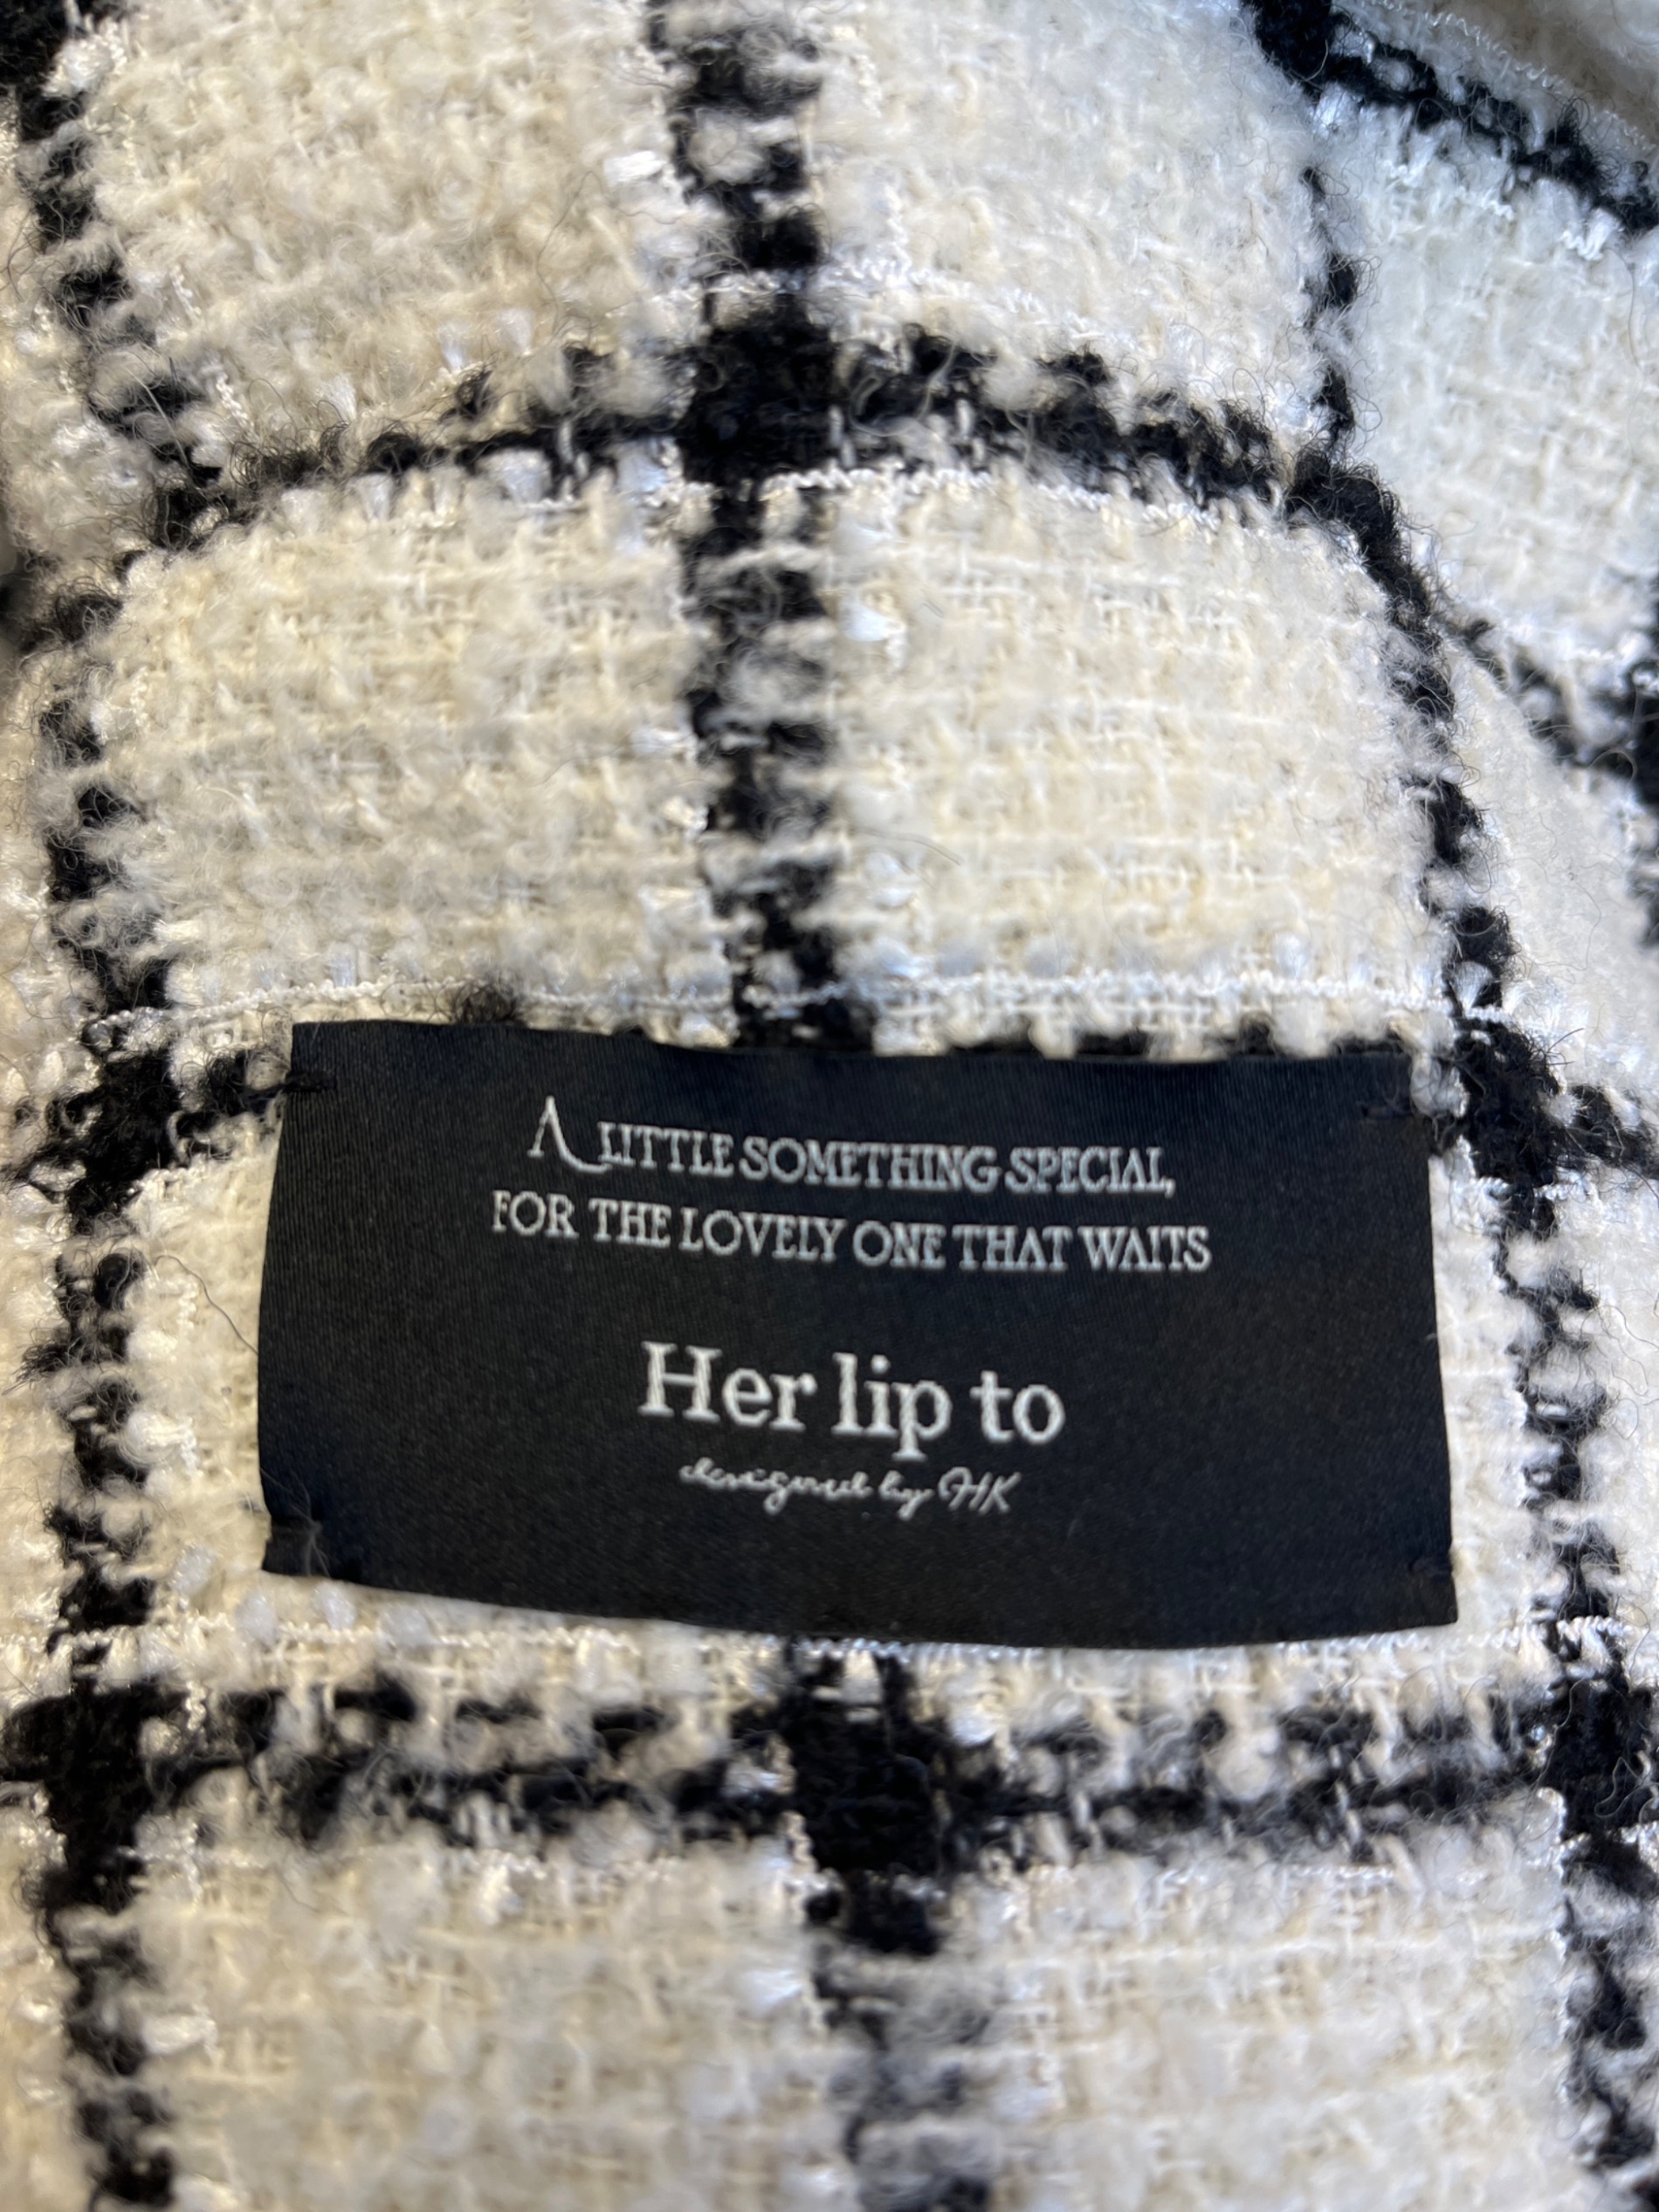 A LITTLE SOMETHING SPECIAL,
FOR THE LOVELY ONE THAT WAITS
Her lip to
designed by HK